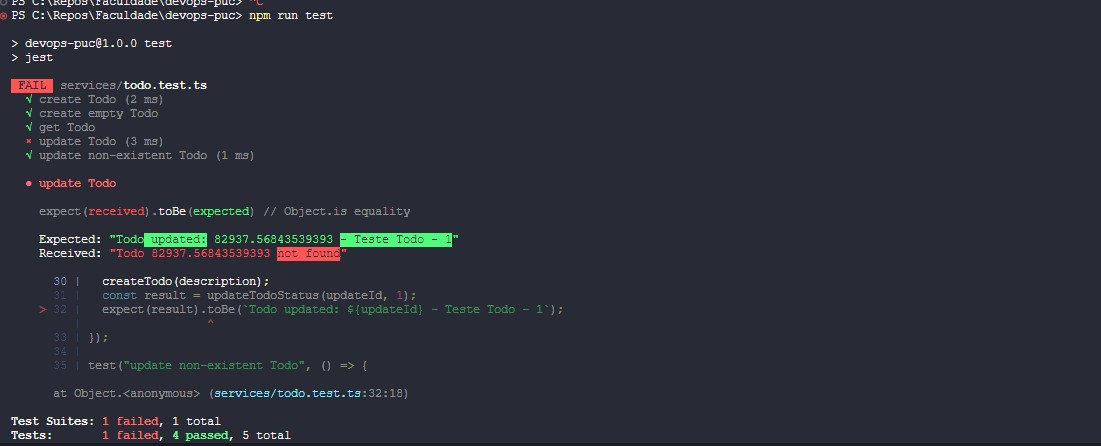 PS C:\Repos\Faculdade\devops-puc> ^C
PS C:\Repos\Faculdade\devops-puc> npm run test
> devops-puc@1.0.0 test
> jest
FAIL services/todo.test.ts
√ create Todo (2 ms)
√ create empty Todo
√ get Todo
× update Todo (3 ms)
√ update non-existent Todo (1 ms)
● update Todo
expect(received).toBe(expected) // Object.is equality
Expected: "Todo updated: 82937.56843539393 - Teste Todo - 1"
Received: "Todo 82937.56843539393 not found"
30 | createTodo(description);
31 | const result = updateTodoStatus(updateId, 1);
> 32 | expect(result).toBe(`Todo updated: ${updateId} - Teste Todo - 1`);
| ^
33 | });
34 |
35 | test("update non-existent Todo", () => {
at Object.<anonymous> (services/todo.test.ts:32:18)
Test Suites: 1 failed, 1 total
Tests: 1 failed, 4 passed, 5 total